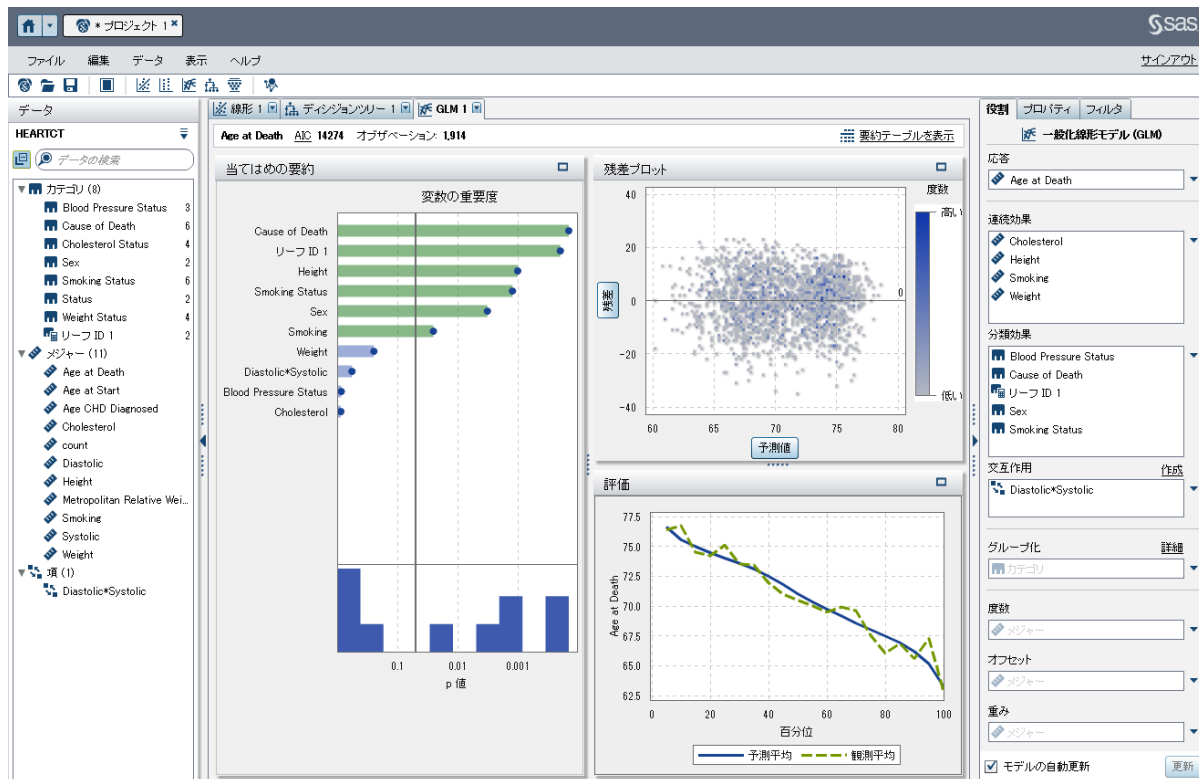 * プロジェクト 1
sas
ファイル 編集 データ 表示 ヘルプ
サインアウト
データ
HEARTCT
データの検索
カテゴリ (8)
Blood Pressure Status 3
Cause of Death 6
Cholesterol Status 4
Sex 2
Smoking Status 6
Status 2
Weight Status 4
リーフ ID 1 2
メジャー (11)
Age at Death
Age at Start
Age CHD Diagnosed
Cholesterol
count
Diastolic
Height
Metropolitan Relative Wei...
Smoking
Systolic
Weight
項 (1)
Diastolic*Systolic
線形 1
ディシジョンツリー 1
GLM 1
Age at Death AIC 14274 オブザベーション: 1,914
要約テーブルを表示
当てはめの要約
変数の重要度
Cause of Death
リーフ ID 1
Height
Smoking Status
Sex
Smoking
Weight
Diastolic*Systolic
Blood Pressure Status
Cholesterol
0.1 0.01 0.001
p 値
残差プロット
度数
高い
低い
40
20
0
-20
-40
0
残差
60 65 70 75 80
予測値
評価
77.5
75.0
72.5
70.0
67.5
65.0
62.5
Age at Death
0 20 40 60 80 100
百分位
予測平均 観測平均
役割 プロパティ フィルタ
一般化線形モデル (GLM)
応答
Age at Death
連続効果
Cholesterol
Height
Smoking
Weight
分類効果
Blood Pressure Status
Cause of Death
リーフ ID 1
Sex
Smoking Status
交互作用 作成
Diastolic*Systolic
グループ化 詳細
カテゴリ
度数
メジャー
オフセット
メジャー
重み
メジャー
モデルの自動更新
更新